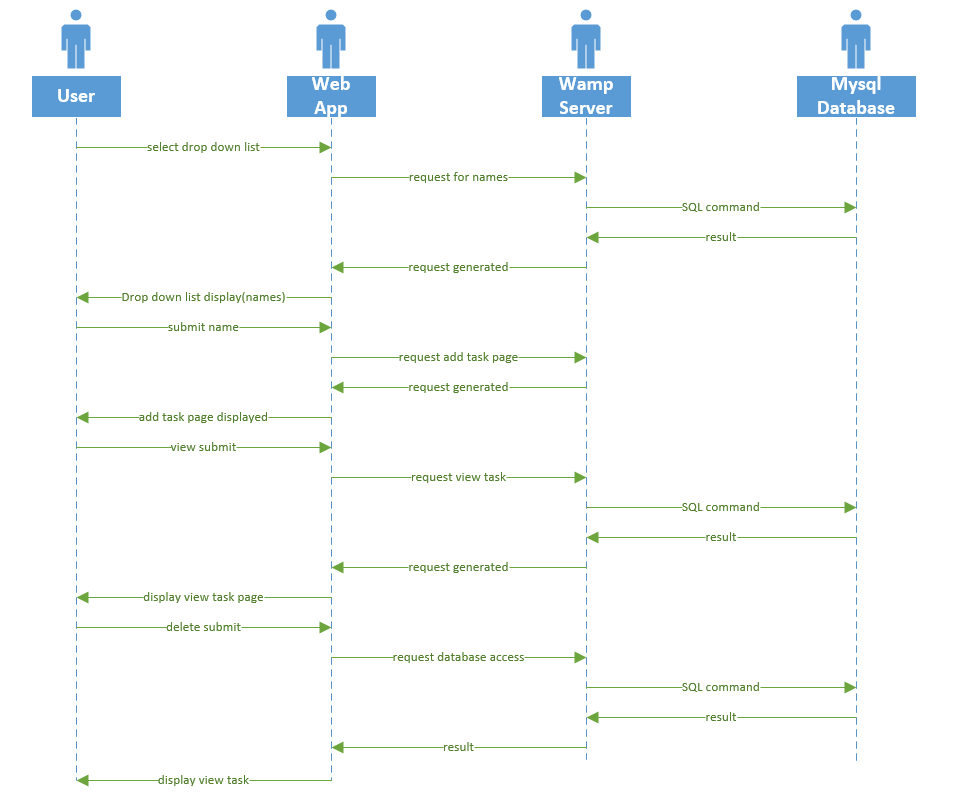 User
Web
App
Wamp
Server
Mysql
Database
select drop down list
request for names
SQL command
result
request generated
Drop down list display(names)
submit name
request add task page
request generated
add task page displayed
view submit
request view task
SQL command
result
request generated
display view task page
delete submit
request database access
SQL command
result
result
display view task